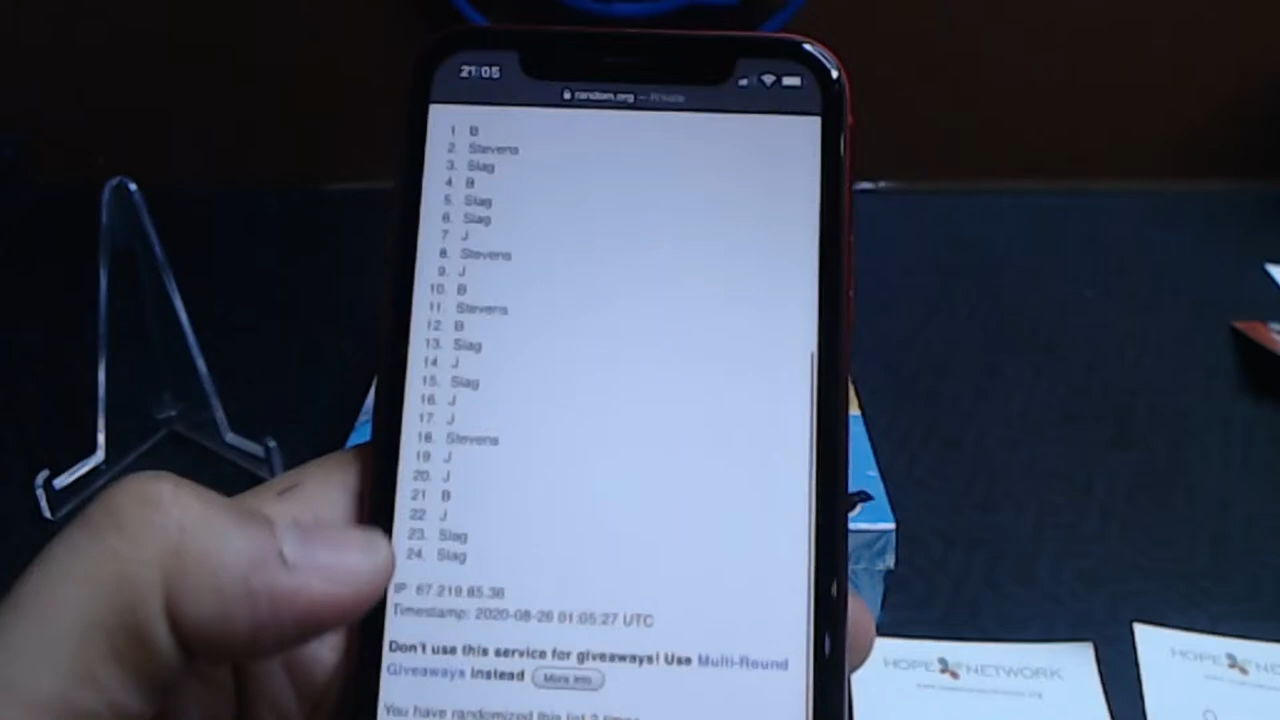 21:05
random.org — Private
1 B
2. Stevens
3. Slag
4. B
5. Slag
6. Slag
7 J
8. Stevens
9. J
10. B
11. Stevens
12. B
13. Slag
14. J
15. Slag
16. J
17. J
18. Stevens
19 J
20. J
21 B
22. J
23. Slag
24. Slag
IP: 67.219.85.36
Timestamp: 2020-08-26 01:05:27 UTC
Don't use this service for giveaways! Use Multi-Round
Giveaways instead More Info
You have randomized this list 2 times
HOPE NETWORK
HOPE NETWORK